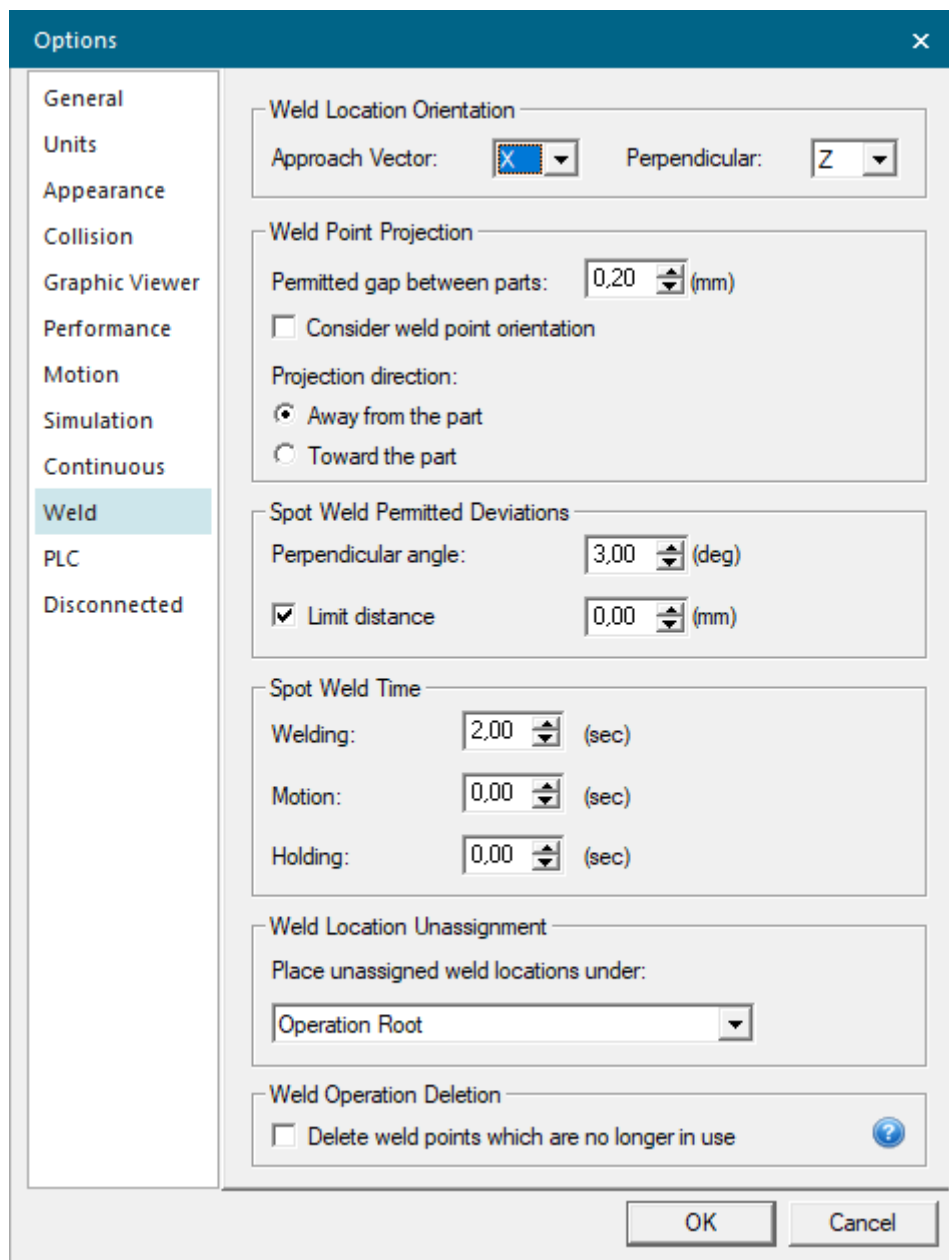 Options
General
Units
Appearance
Collision
Graphic Viewer
Performance
Motion
Simulation
Continuous
Weld
PLC
Disconnected
Weld Location Orientation
Approach Vector: X Perpendicular: Z
Weld Point Projection
Permitted gap between parts: 0,20 (mm)
Consider weld point orientation
Projection direction:
Away from the part
Toward the part
Spot Weld Permitted Deviations
Perpendicular angle: 3,00 (deg)
Limit distance 0,00 (mm)
Spot Weld Time
Welding: 2,00 (sec)
Motion: 0,00 (sec)
Holding: 0,00 (sec)
Weld Location Unassignment
Place unassigned weld locations under:
Operation Root
Weld Operation Deletion
Delete weld points which are no longer in use ?
OK Cancel